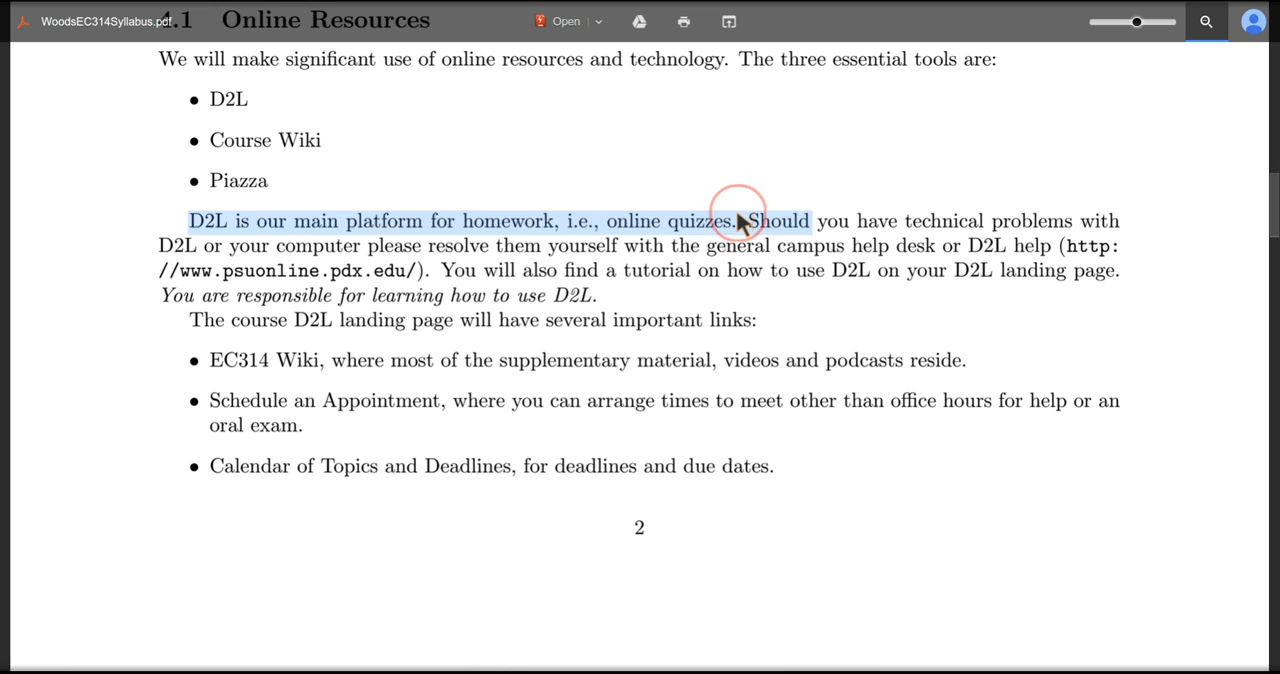 WoodsEC314Syllabus.pdf
Open
4.1 Online Resources
We will make significant use of online resources and technology. The three essential tools are:
• D2L
• Course Wiki
• Piazza
D2L is our main platform for homework, i.e., online quizzes. Should you have technical problems with
D2L or your computer please resolve them yourself with the general campus help desk or D2L help (http:
//www.psuonline.pdx.edu/). You will also find a tutorial on how to use D2L on your D2L landing page.
You are responsible for learning how to use D2L.
The course D2L landing page will have several important links:
• EC314 Wiki, where most of the supplementary material, videos and podcasts reside.
• Schedule an Appointment, where you can arrange times to meet other than office hours for help or an
oral exam.
• Calendar of Topics and Deadlines, for deadlines and due dates.
2